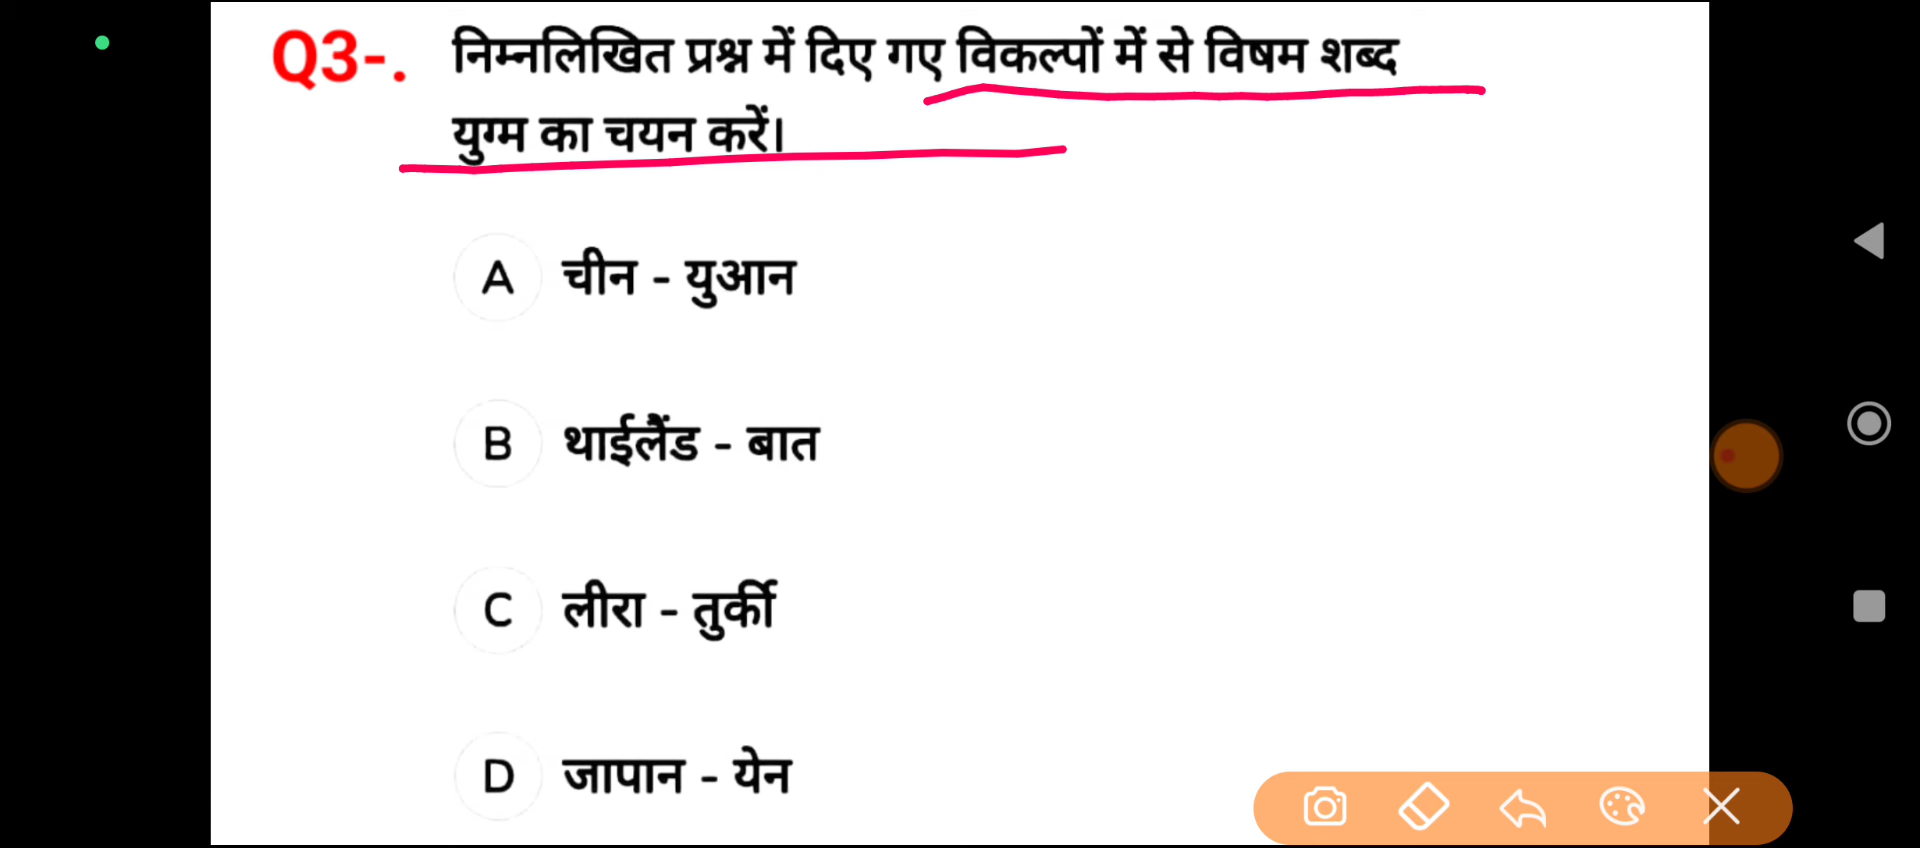 Q3-. निम्नलिखित प्रश्न में दिए गए विकल्पों में से विषम शब्द
युग्म का चयन करें।
A चीन - युआन
B थाईलैंड - बात
C लीरा - तुर्की
D जापान - येन